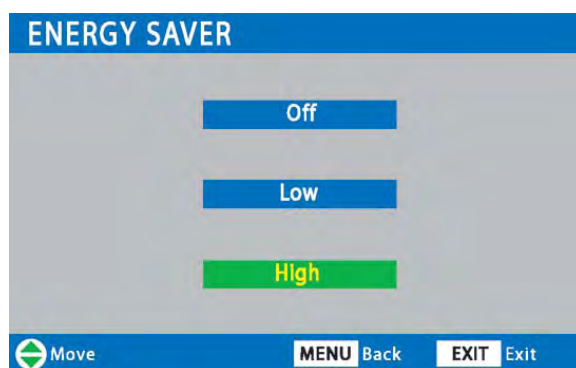 ENERGY SAVER
Off
Low
High
Move MENU Back EXIT Exit